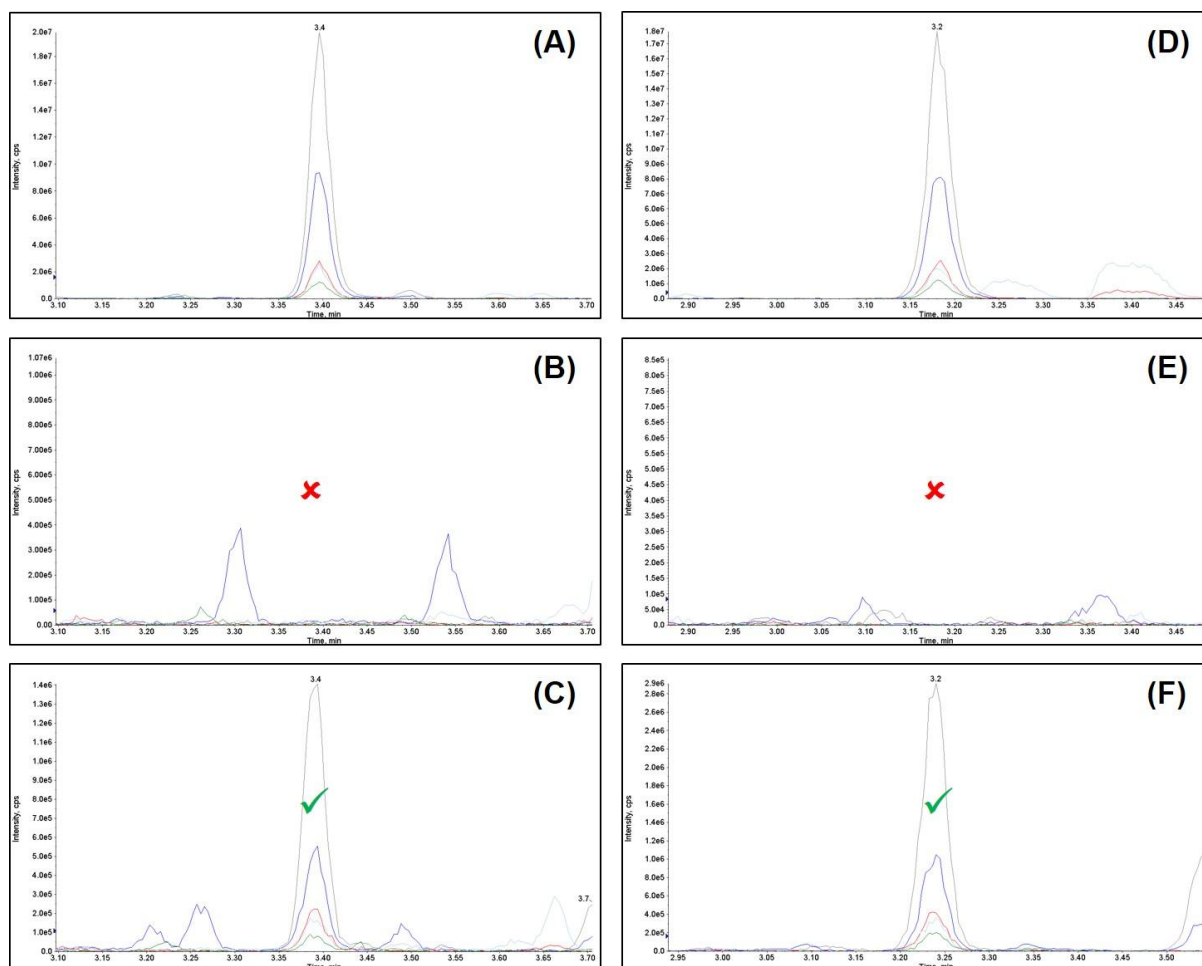 (A)
3.4
2.0e7
1.8e7
1.6e7
1.4e7
1.2e7
1.0e7
8.0e6
6.0e6
4.0e6
2.0e6
0.0
Intensity, cps
3.10 3.15 3.20 3.25 3.30 3.35 3.40 3.45 3.50 3.55 3.60 3.65 3.70
Time, min
(D)
3.2
1.8e7
1.7e7
1.6e7
1.5e7
1.4e7
1.3e7
1.2e7
1.1e7
1.0e7
9.0e6
8.0e6
7.0e6
6.0e6
5.0e6
4.0e6
3.0e6
2.0e6
1.0e6
0.0
Intensity, cps
2.90 2.95 3.00 3.05 3.10 3.15 3.20 3.25 3.30 3.35 3.40 3.45
Time, min
(B)
1.07e6
1.00e6
9.00e5
8.00e5
7.00e5
6.00e5
5.00e5
4.00e5
3.00e5
2.00e5
1.00e5
0.00
Intensity, cps
3.10 3.15 3.20 3.25 3.30 3.35 3.40 3.45 3.50 3.55 3.60 3.65 3.70
Time, min
(E)
8.5e5
8.0e5
7.5e5
7.0e5
6.5e5
6.0e5
5.5e5
5.0e5
4.5e5
4.0e5
3.5e5
3.0e5
2.5e5
2.0e5
1.5e5
1.0e5
5.0e4
0.0
Intensity, cps
2.90 2.95 3.00 3.05 3.10 3.15 3.20 3.25 3.30 3.35 3.40 3.45
Time, min
(C)
3.4
1.4e6
1.3e6
1.2e6
1.1e6
1.0e6
9.0e5
8.0e5
7.0e5
6.0e5
5.0e5
4.0e5
3.0e5
2.0e5
1.0e5
0.0
3.7
Intensity, cps
3.10 3.15 3.20 3.25 3.30 3.35 3.40 3.45 3.50 3.55 3.60 3.65 3.70
Time, min
(F)
3.2
2.9e6
2.8e6
2.6e6
2.4e6
2.2e6
2.0e6
1.8e6
1.6e6
1.4e6
1.2e6
1.0e6
8.0e5
6.0e5
4.0e5
2.0e5
0.0
Intensity, cps
2.95 3.00 3.05 3.10 3.15 3.20 3.25 3.30 3.35 3.40 3.45 3.50
Time, min